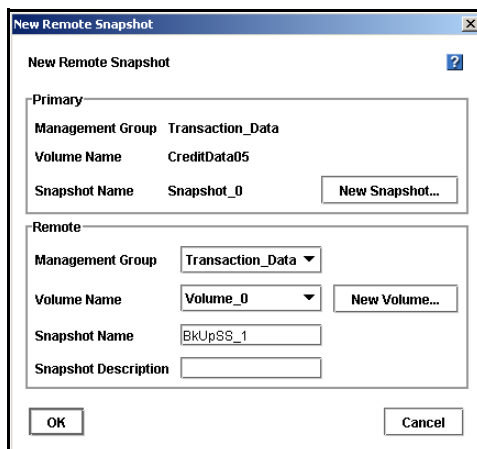 New Remote Snapshot
New Remote Snapshot
?
Primary
Management Group Transaction_Data
Volume Name CreditData05
Snapshot Name Snapshot_0 New Snapshot...
Remote
Management Group Transaction_Data
Volume Name Volume_0 New Volume...
Snapshot Name BkUpSS_1
Snapshot Description
OK Cancel